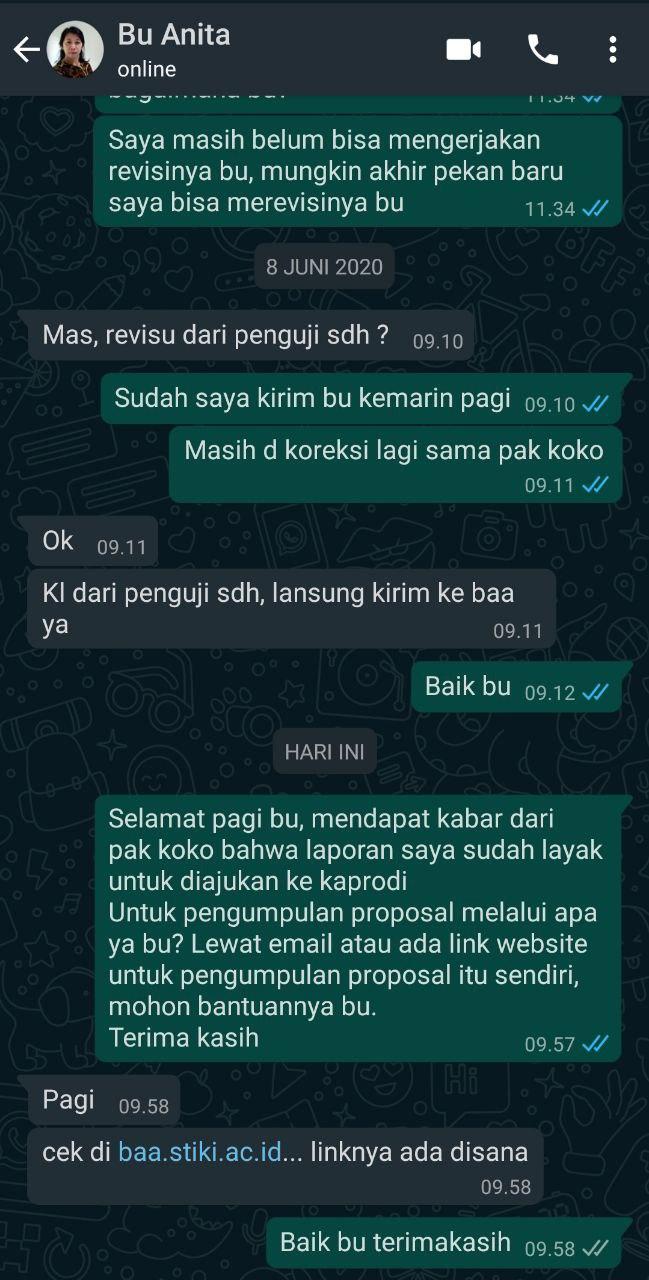 Bu Anita
online
11.34
Saya masih belum bisa mengerjakan
revisinya bu, mungkin akhir pekan baru
saya bisa merevisinya bu
11.34
8 JUNI 2020
Mas, revisu dari penguji sdh ?
09.10
Sudah saya kirim bu kemarin pagi
09.10
Masih d koreksi lagi sama pak koko
09.11
Ok
09.11
Kl dari penguji sdh, lansung kirim ke baa
ya
09.11
Baik bu
09.12
HARI INI
Selamat pagi bu, mendapat kabar dari
pak koko bahwa laporan saya sudah layak
untuk diajukan ke kaprodi
Untuk pengumpulan proposal melalui apa
ya bu? Lewat email atau ada link website
untuk pengumpulan proposal itu sendiri,
mohon bantuannya bu.
Terima kasih
09.57
Pagi
09.58
cek di baa.stiki.ac.id... linknya ada disana
09.58
Baik bu terimakasih
09.58